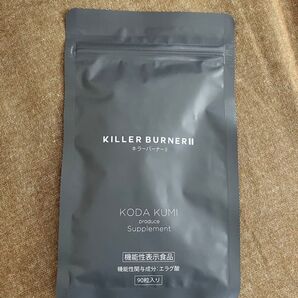 KILLER BURNERⅡ
キラーバーナーⅡ
KODA KUMI
produce
Supplement
機能性表示食品
機能性関与成分：エラグ酸
90粒入り